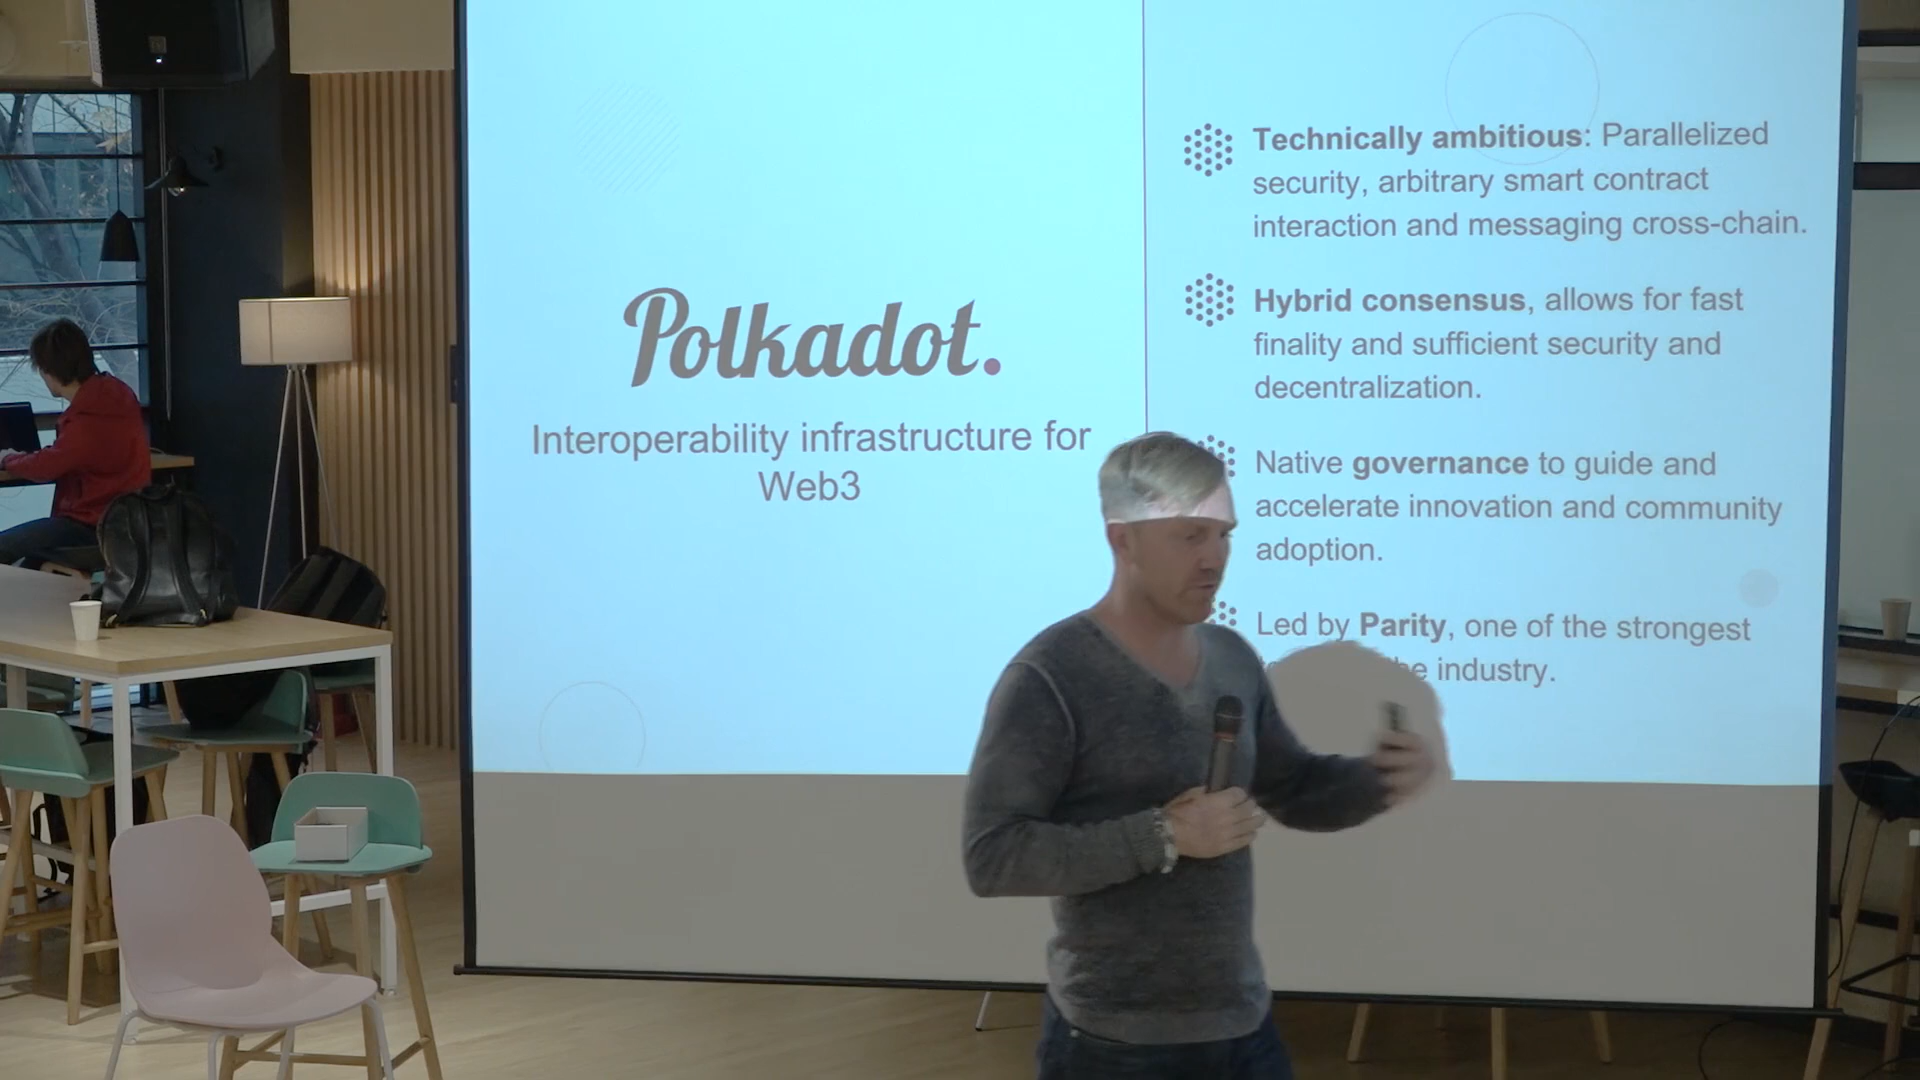 Polkadot.
Interoperability infrastructure for
Web3
Technically ambitious: Parallelized
security, arbitrary smart contract
interaction and messaging cross-chain.
Hybrid consensus, allows for fast
finality and sufficient security and
decentralization.
Native governance to guide and
accelerate innovation and community
adoption.
Led by Parity, one of the strongest
industry.